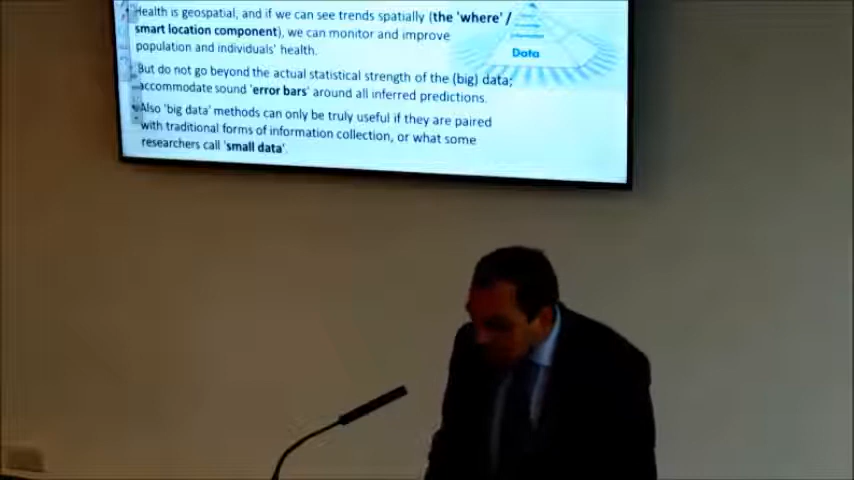 Health is geospatial, and if we can see trends spatially (the 'where' /
smart location component), we can monitor and improve
population and individuals' health.
But do not go beyond the actual statistical strength of the (big) data;
accommodate sound 'error bars' around all inferred predictions.
Also 'big data' methods can only be truly useful if they are paired
with traditional forms of information collection, or what some
researchers call 'small data'.
Information
Data